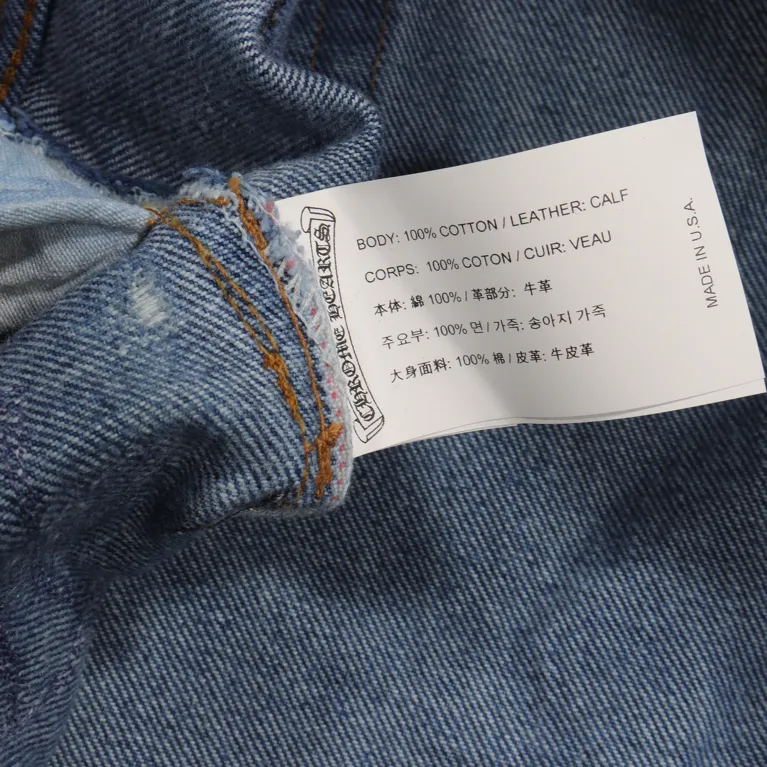 CHROME HEARTS
BODY: 100% COTTON / LEATHER: CALF
CORPS: 100% COTON / CUIR: VEAU
本体: 綿 100% / 革部分: 牛革
주요부: 100% 면 / 가죽: 송아지 가죽
大身面料: 100% 棉 / 皮革: 牛皮革
MADE IN U.S.A.